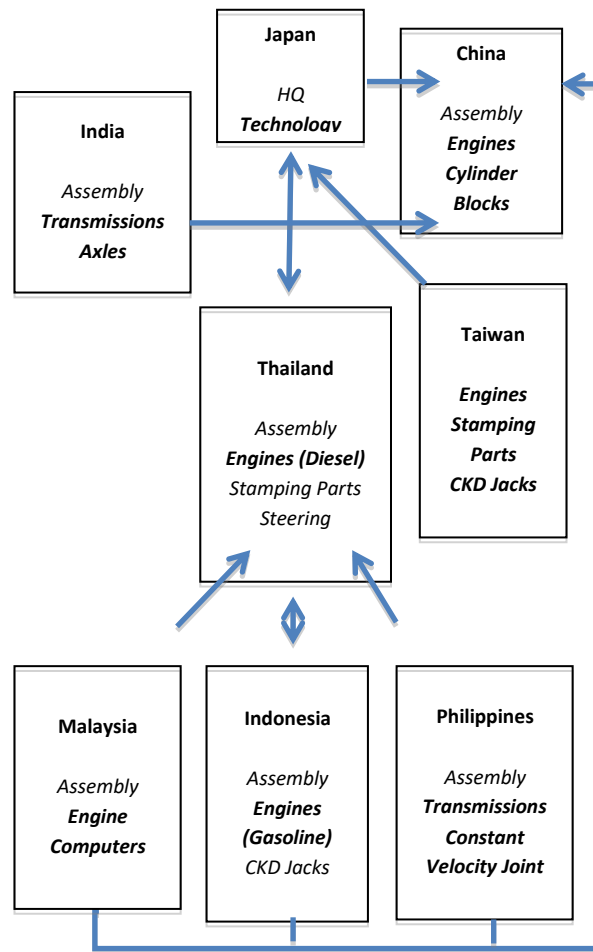 Japan
HQ
Technology
China
Assembly
Engines
Cylinder
Blocks
India
Assembly
Transmissions
Axles
Thailand
Assembly
Engines (Diesel)
Stamping Parts
Steering
Taiwan
Engines
Stamping
Parts
CKD Jacks
Malaysia
Assembly
Engine
Computers
Indonesia
Assembly
Engines
(Gasoline)
CKD Jacks
Philippines
Assembly
Transmissions
Constant
Velocity Joint